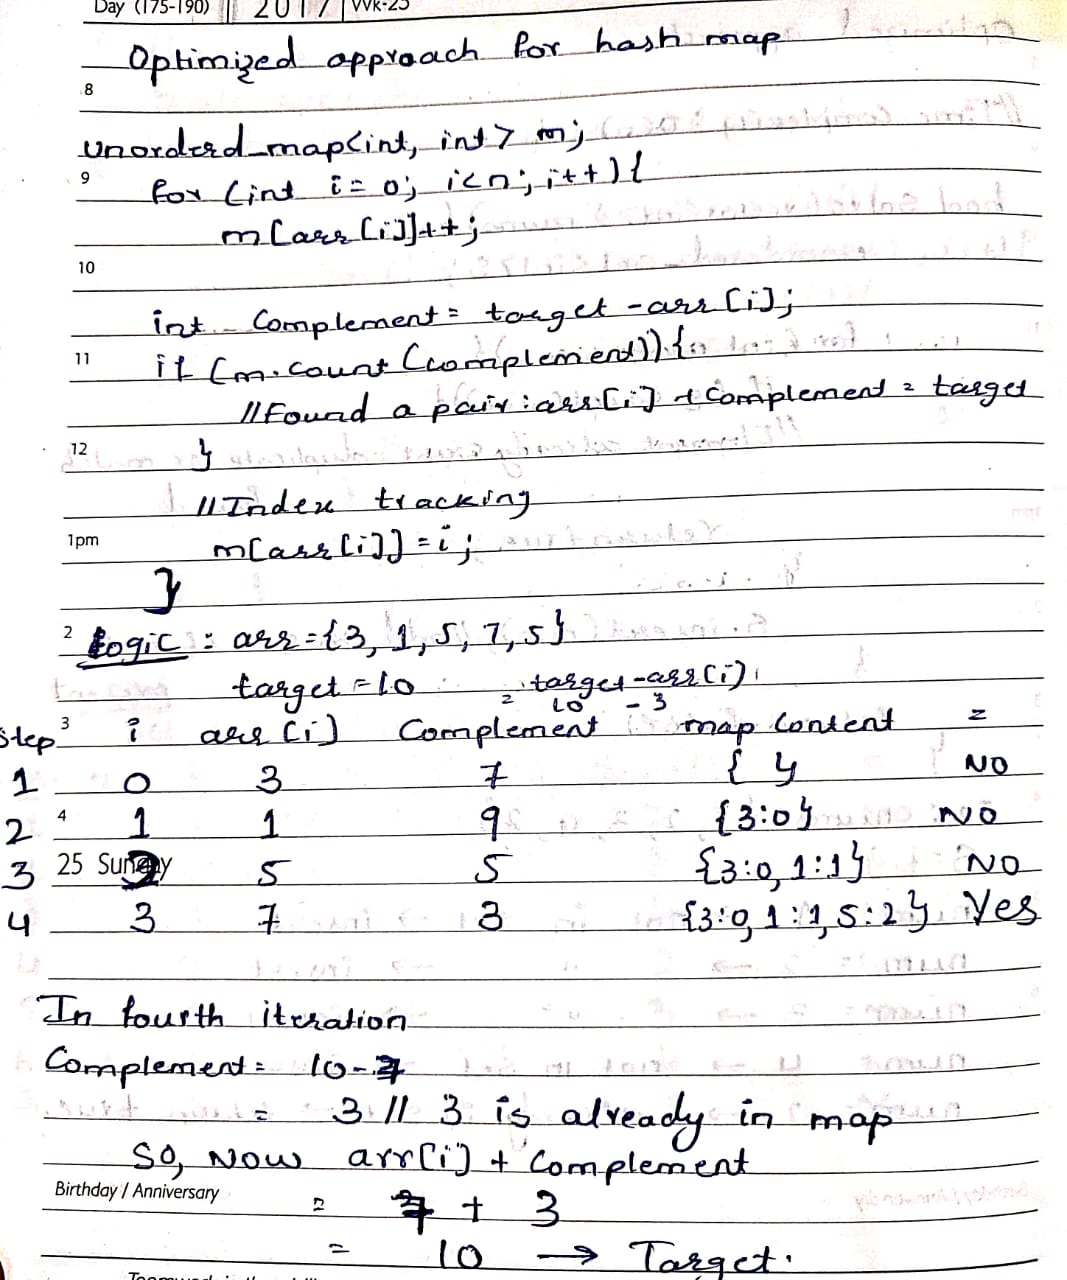 Day (175-190) 2017 Wk-25
Optimized approach for hash map
8
unorderd_map<int, int> m;
9
for (int i = 0; i<n; i++) {
m[arr[i]]++;
10
int Complement = target - arr[i];
11
if (m.count (complement)) {
//Found a pair: arr[i] + Complement = target
12
}
//Index tracking
1pm
m[arr[i]] = i;
}
2
Logic : arr = {3, 1, 5, 7, 5}
target = 10 = target - arr(i)
10 - 3
3
Step i arr [i] Complement map content =
1 0 3 7 { } NO
4
2 1 1 9 {3:0} NO
25 Sunday
3 2 5 5 {3:0, 1:1} NO
4 3 7 3 {3:0, 1:1, 5:2} Yes
In fourth iteration
Complement = 10-7
= 3 // 3 is already in map
So, Now arr[i] + Complement
Birthday / Anniversary
= 7 + 3
= 10 → Target.